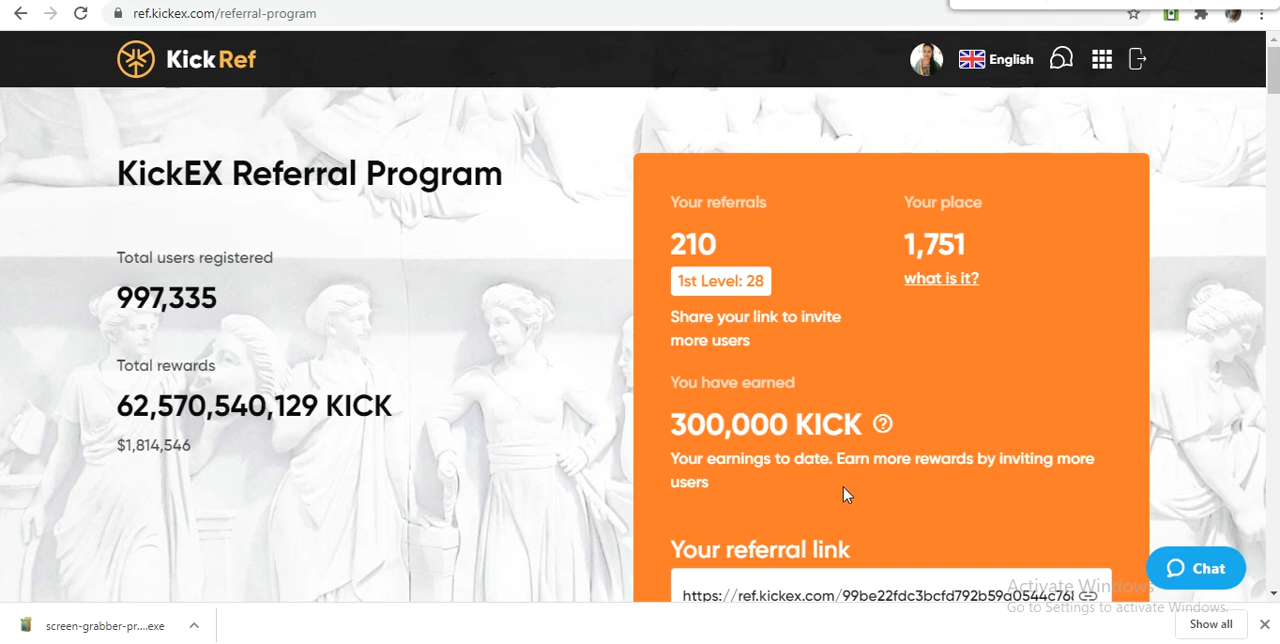 ref.kickex.com/referral-program
KickRef
English
KickEX Referral Program
Total users registered
997,335
Total rewards
62,570,540,129 KICK
$1,814,546
Your referrals
210
1st Level: 28
Share your link to invite
more users
Your place
1,751
what is it?
You have earned
300,000 KICK
Your earnings to date. Earn more rewards by inviting more
users
Your referral link
https://ref.kickex.com/99be22fdc3bcfd792b59a0544c76
Chat
Activate Windows
Go to Settings to activate Windows.
screen-grabber-pr....exe
Show all